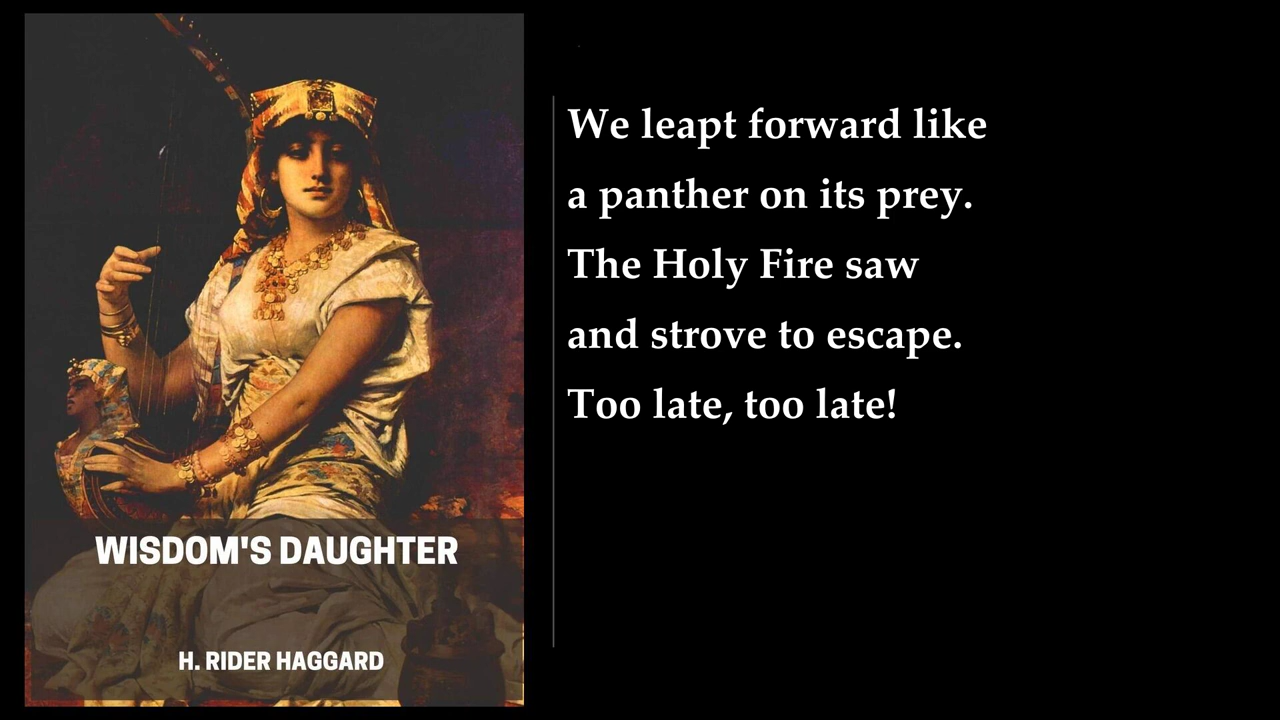 WISDOM'S DAUGHTER
H. RIDER HAGGARD
We leapt forward like
a panther on its prey.
The Holy Fire saw
and strove to escape.
Too late, too late!